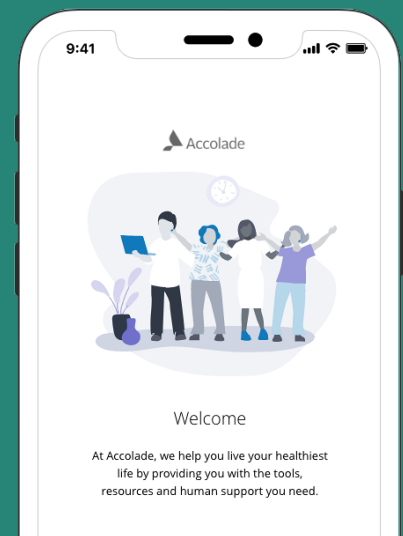 9:41
Accolade
Welcome
At Accolade, we help you live your healthiest
life by providing you with the tools,
resources and human support you need.